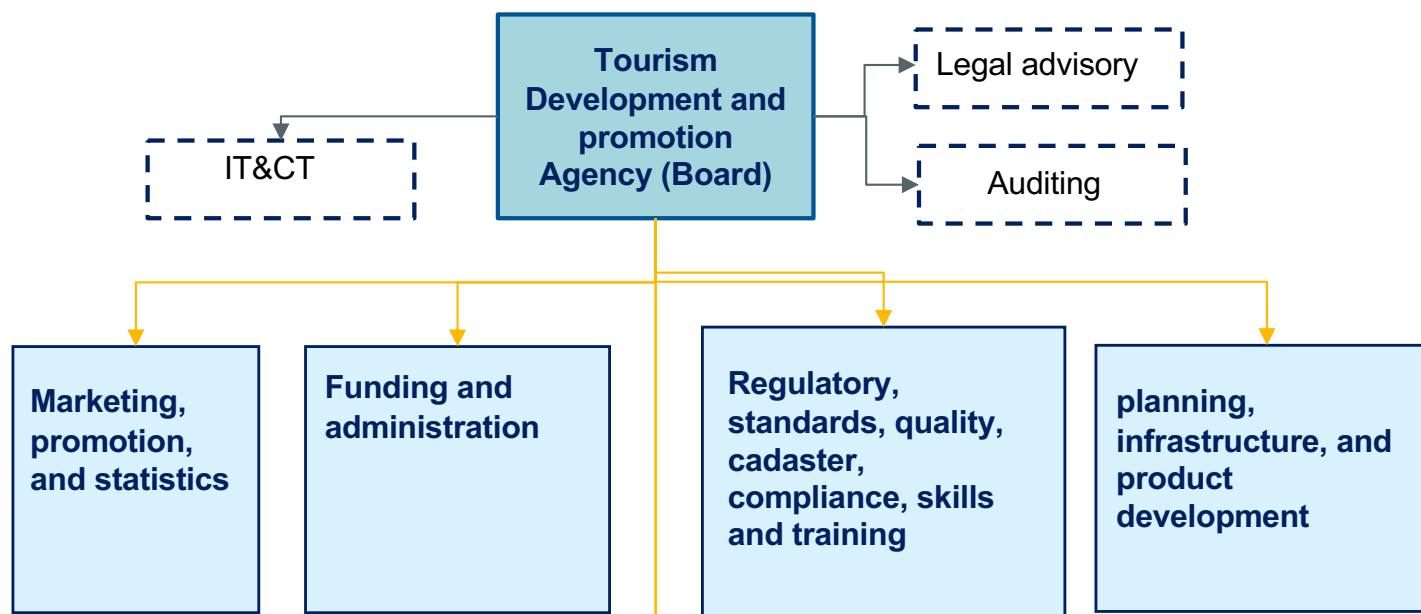 Tourism
Development and
promotion
Agency (Board)
Legal advisory
IT&CT
Auditing
Marketing,
promotion,
and statistics
Funding and
administration
Regulatory,
standards, quality,
cadaster,
compliance, skills
and training
planning,
infrastructure, and
product
development